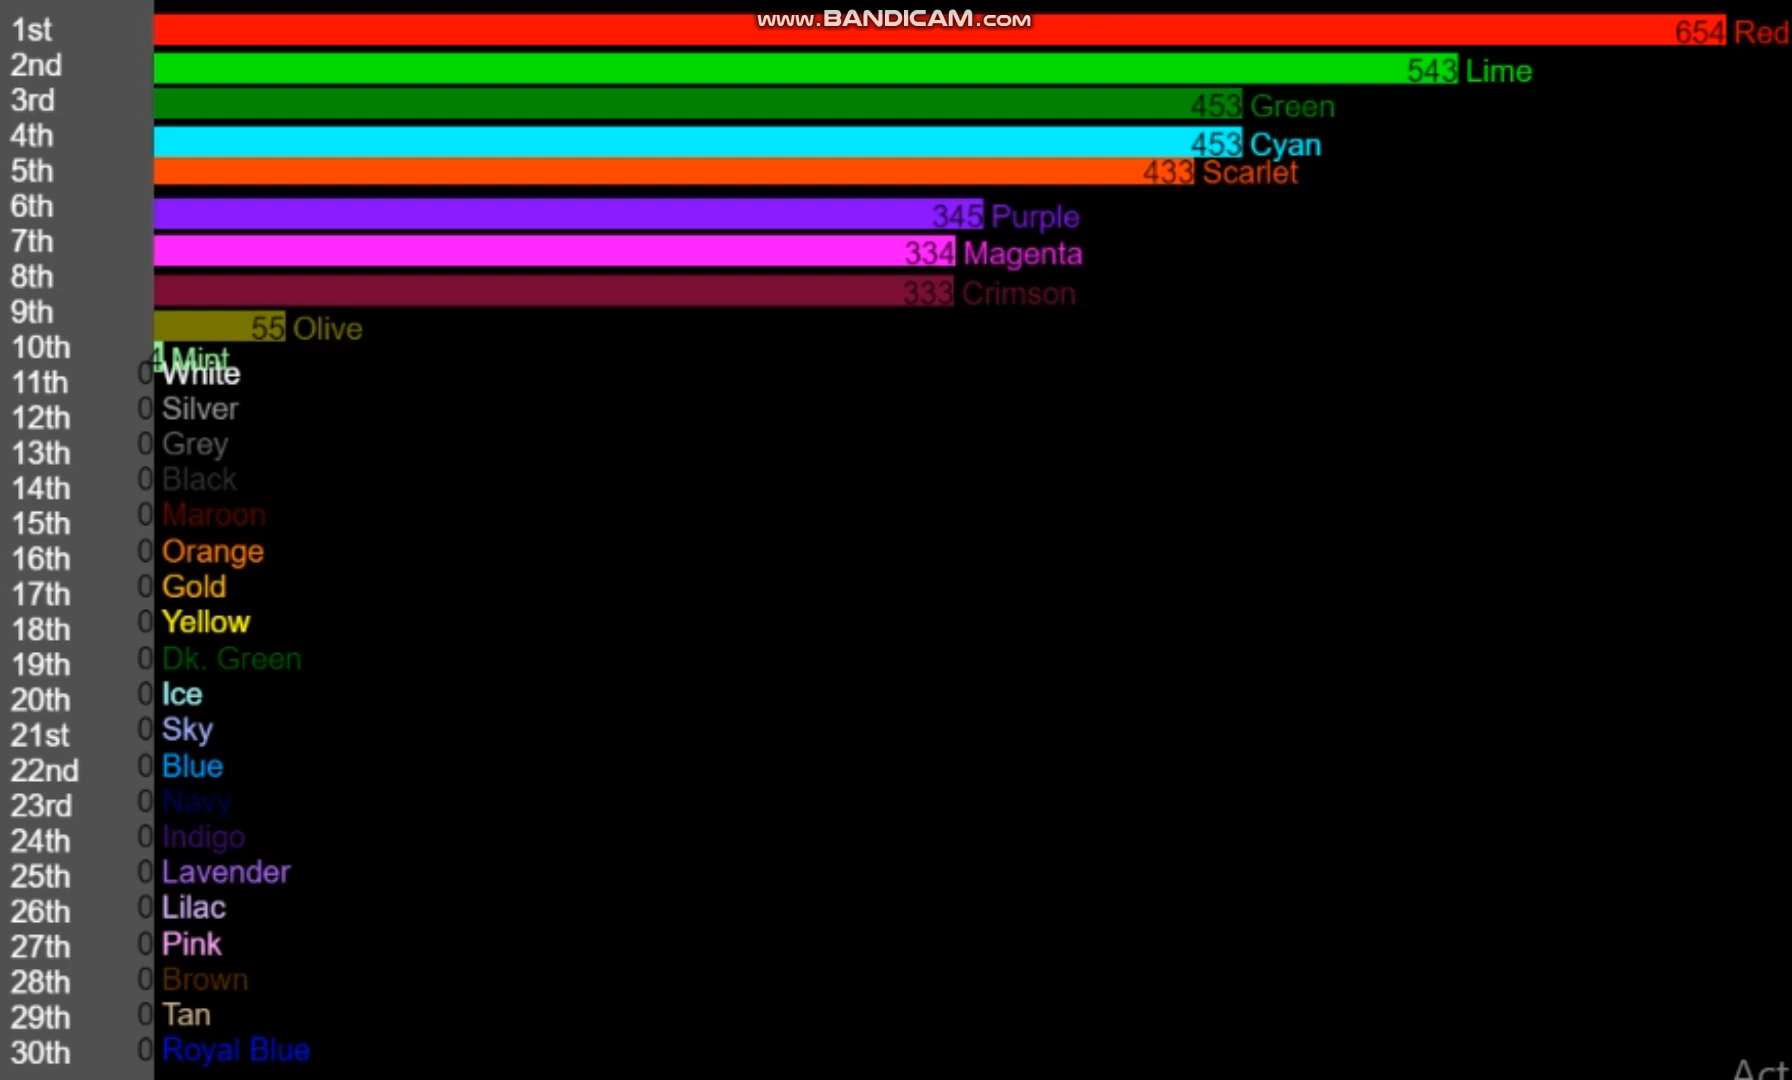 www.BANDICAM.com
1st 654 Red
2nd 543 Lime
3rd 453 Green
4th 453 Cyan
5th 433 Scarlet
6th 345 Purple
7th 334 Magenta
8th 333 Crimson
9th 55 Olive
10th 4 Mint
11th 0 White
12th 0 Silver
13th 0 Grey
14th 0 Black
15th 0 Maroon
16th 0 Orange
17th 0 Gold
18th 0 Yellow
19th 0 Dk. Green
20th 0 Ice
21st 0 Sky
22nd 0 Blue
23rd 0 Navy
24th 0 Indigo
25th 0 Lavender
26th 0 Lilac
27th 0 Pink
28th 0 Brown
29th 0 Tan
30th 0 Royal Blue
Act